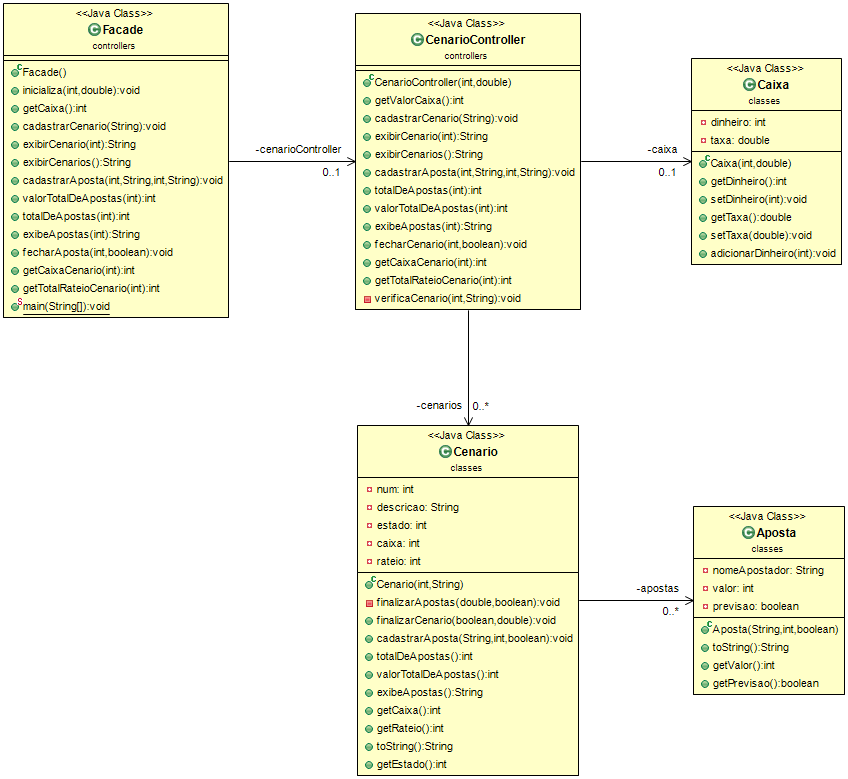 <<Java Class>>
Facade
controllers
Facade()
inicializa(int,double):void
getCaixa():int
cadastrarCenario(String):void
exibirCenario(int):String
exibirCenarios():String
cadastrarAposta(int,String,int,String):void
valorTotalDeApostas(int):int
totalDeApostas(int):int
exibeApostas(int):String
fecharAposta(int,boolean):void
getCaixaCenario(int):int
getTotalRateioCenario(int):int
main(String[]):void
-cenarioController
0..1
<<Java Class>>
CenarioController
controllers
CenarioController(int,double)
getValorCaixa():int
cadastrarCenario(String):void
exibirCenario(int):String
exibirCenarios():String
cadastrarAposta(int,String,int,String):void
totalDeApostas(int):int
valorTotalDeApostas(int):int
exibeApostas(int):String
fecharCenario(int,boolean):void
getCaixaCenario(int):int
getTotalRateioCenario(int):int
verificaCenario(int,String):void
-caixa
0..1
<<Java Class>>
Caixa
classes
dinheiro: int
taxa: double
Caixa(int,double)
getDinheiro():int
setDinheiro(int):void
getTaxa():double
setTaxa(double):void
adicionarDinheiro(int):void
-cenarios 0..*
<<Java Class>>
Cenario
classes
num: int
descricao: String
estado: int
caixa: int
rateio: int
Cenario(int,String)
finalizarApostas(double,boolean):void
finalizarCenario(boolean,double):void
cadastrarAposta(String,int,boolean):void
totalDeApostas():int
valorTotalDeApostas():int
exibeApostas():String
getCaixa():int
getRateio():int
toString():String
getEstado():int
-apostas
0..*
<<Java Class>>
Aposta
classes
nomeApostador: String
valor: int
previsao: boolean
Aposta(String,int,boolean)
toString():String
getValor():int
getPrevisao():boolean